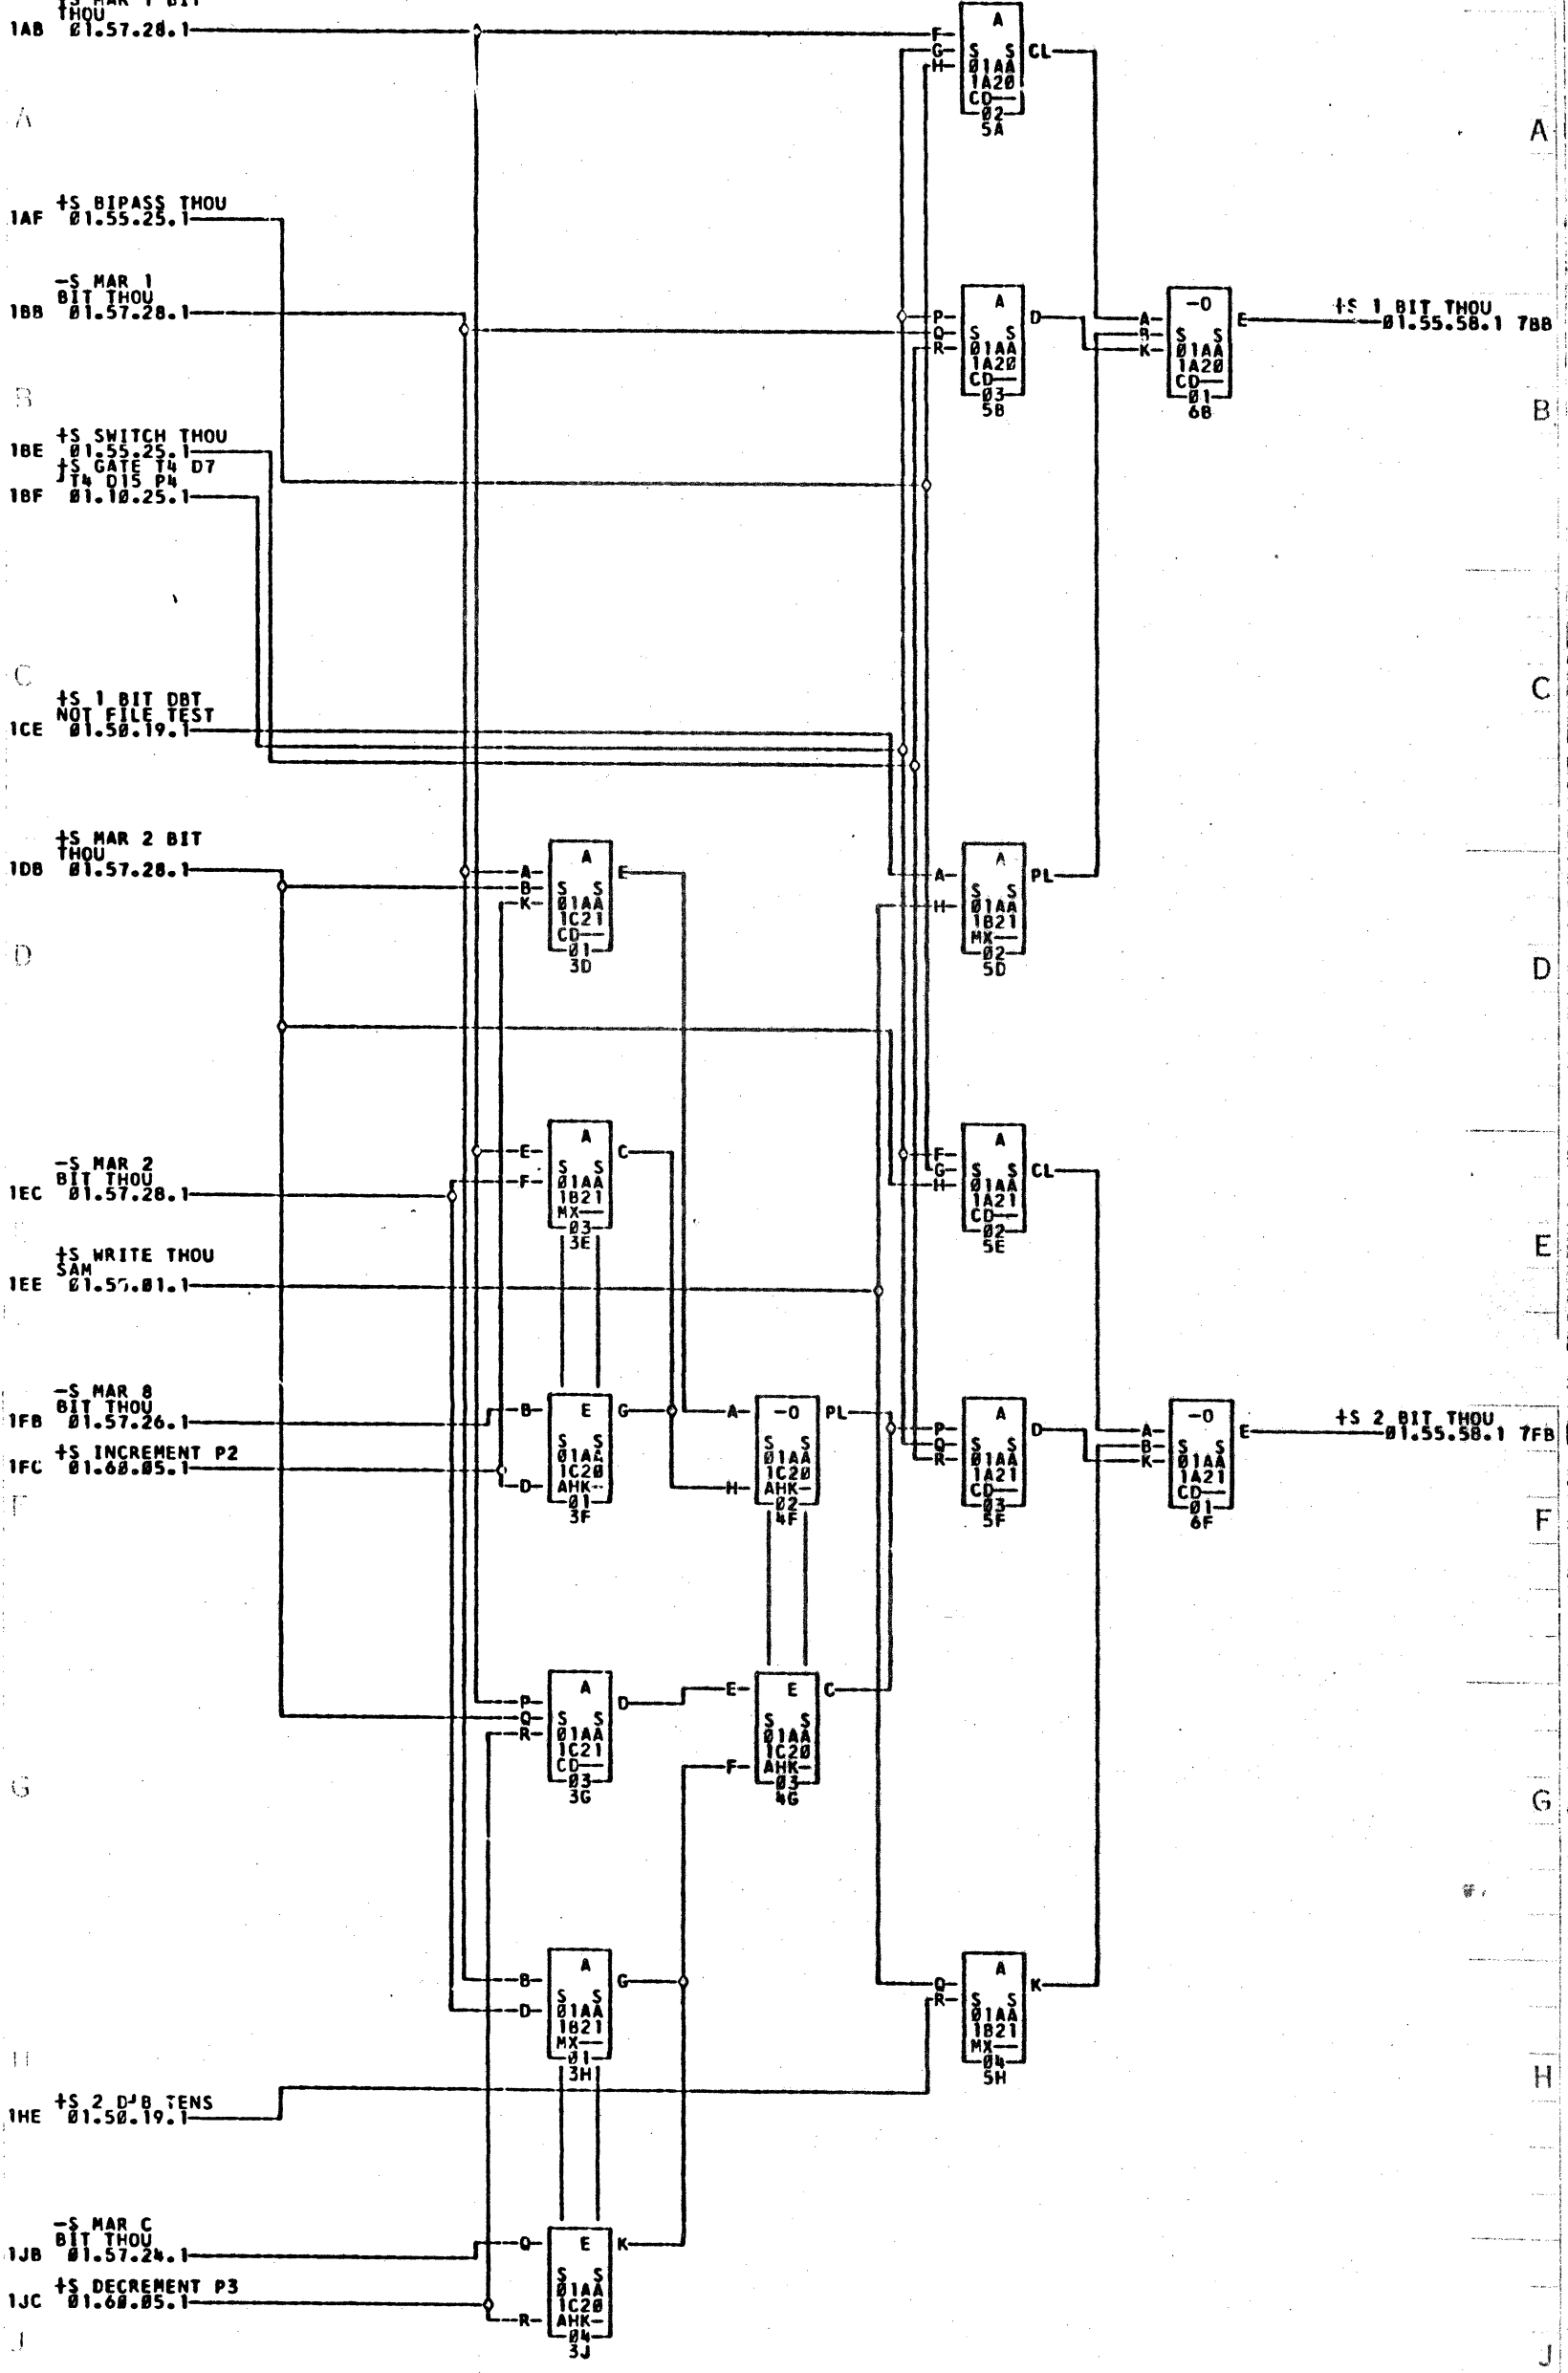 +S MAR 1 BIT
THOU
1AB 01.57.28.1
F
G
H
A
S S
01AA
1A20
CD
02
5A
CL
A
A
+S BIPASS THOU
1AF 01.55.25.1
-S MAR 1
BIT THOU
1BB 01.57.28.1
P
Q
R
A
S S
01AA
1A20
CD
03
5B
D
A
B
K
-O
S S
01AA
1A20
CD
01
6B
E
+S 1 BIT THOU
01.55.58.1 7BB
B
B
+S SWITCH THOU
1BE 01.55.25.1
+S GATE T4 D7
T4 D15 P4
1BF 01.10.25.1
C
C
+S 1 BIT DBT
NOT FILE TEST
1CE 01.50.19.1
+S MAR 2 BIT
THOU
1DB 01.57.28.1
A
B
K
A
S S
01AA
1C21
CD
01
3D
E
A
H
A
S S
01AA
1B21
MX
02
5D
PL
D
D
-S MAR 2
BIT THOU
1EC 01.57.28.1
E
F
A
S S
01AA
1B21
MX
03
3E
C
F
G
H
A
S S
01AA
1A21
CD
02
5E
CL
E
+S WRITE THOU
SAM
1EE
-S MAR 8
BIT THOU
1FB 01.57.26.1
+S INCREMENT P2
1FC 01.60.05.1
B
D
E
S S
01AA
1C20
AHK-
01
3F
G
A
H
-O
S S
01AA
1C20
AHK-
02
4F
PL
P
Q
R
A
S S
01AA
1A21
CD
03
5F
D
A
B
K
-O
S S
01AA
1A21
CD
01
6F
E
+S 2 BIT THOU
01.55.58.1 7FB
F
F
P
Q
R
A
S S
01AA
1C21
CD
03
3G
D
E
F
E
S S
01AA
1C20
AHK-
03
4G
C
G
G
B
D
A
S S
01AA
1B21
MX
01
3H
G
Q
R
A
S S
01AA
1B21
MX
04
5H
K
H
H
+S 2 TENS
1HE 01.50.19.1
-S MAR C
BIT THOU
1JB 01.57.24.1
+S DECREMENT P3
1JC 01.60.05.1
Q
R
E
S S
01AA
1C20
AHK-
04
3J
K
J
J